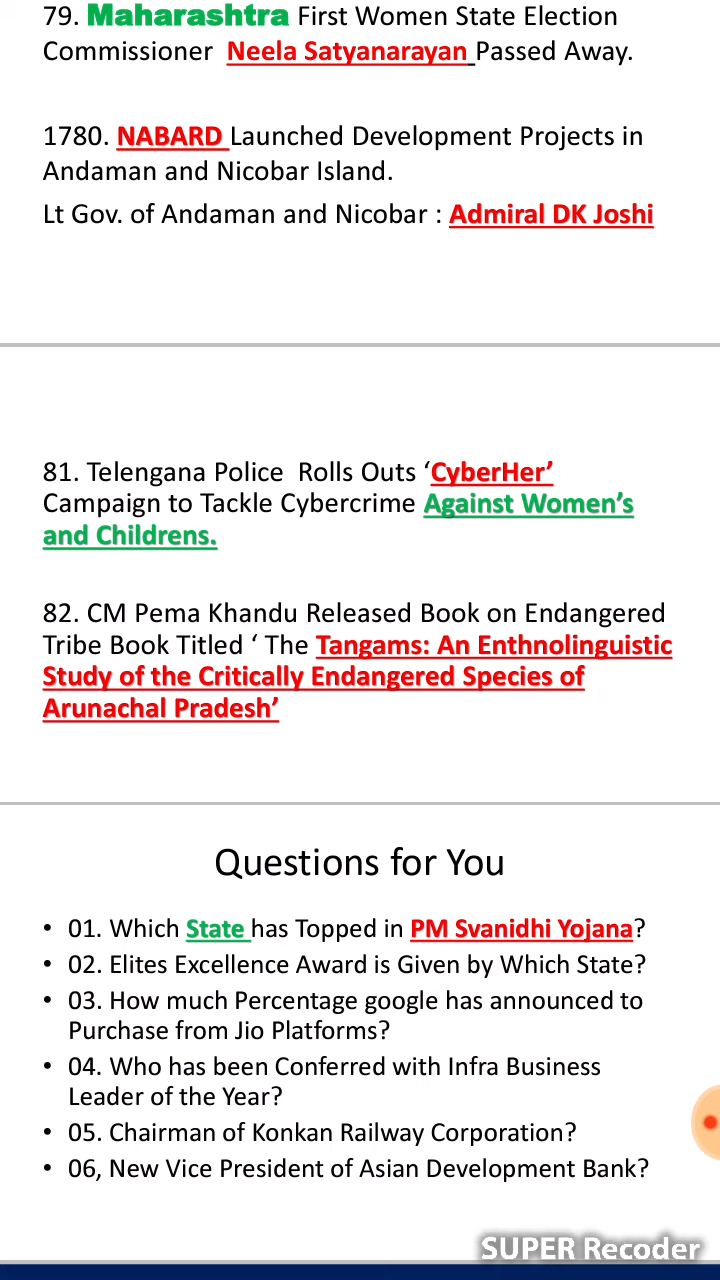 79. Maharashtra First Women State Election
Commissioner Neela Satyanarayan Passed Away.
1780. NABARD Launched Development Projects in
Andaman and Nicobar Island.
Lt Gov. of Andaman and Nicobar : Admiral DK Joshi
81. Telengana Police Rolls Outs ‘CyberHer’
Campaign to Tackle Cybercrime Against Women’s
and Childrens.
82. CM Pema Khandu Released Book on Endangered
Tribe Book Titled ‘ The Tangams: An Enthnolinguistic
Study of the Critically Endangered Species of
Arunachal Pradesh’
Questions for You
• 01. Which State has Topped in PM Svanidhi Yojana?
• 02. Elites Excellence Award is Given by Which State?
• 03. How much Percentage google has announced to
Purchase from Jio Platforms?
• 04. Who has been Conferred with Infra Business
Leader of the Year?
• 05. Chairman of Konkan Railway Corporation?
• 06, New Vice President of Asian Development Bank?
SUPER Recoder